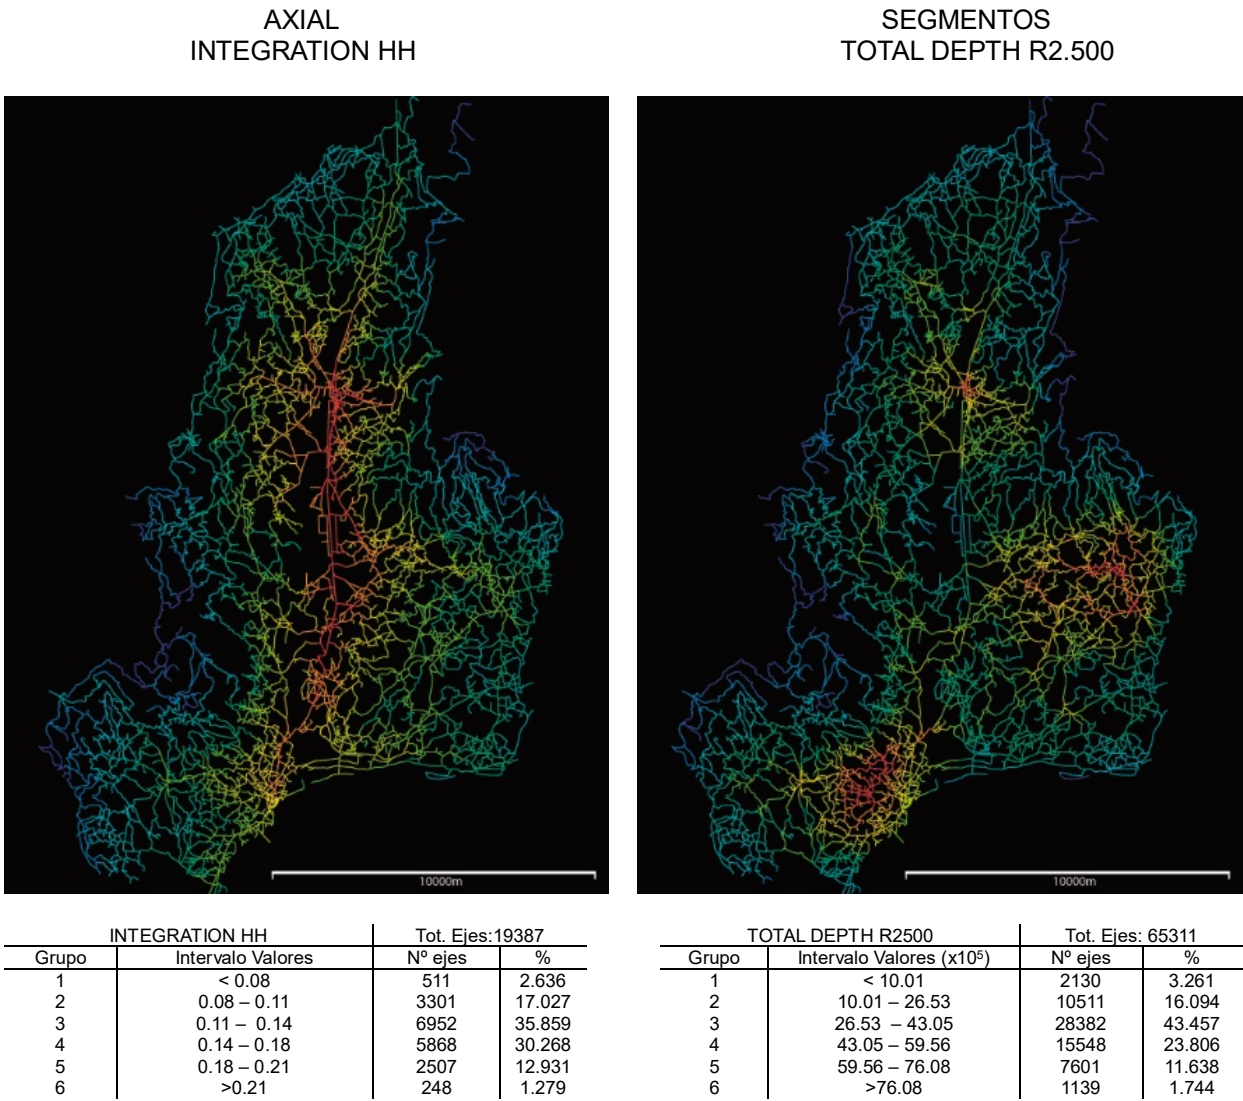 AXIAL
INTEGRATION HH
SEGMENTOS
TOTAL DEPTH R2.500
10000m
10000m
INTEGRATION HH Tot. Ejes:19387
Grupo Intervalo Valores Nº ejes %
1 < 0.08 511 2.636
2 0.08 – 0.11 3301 17.027
3 0.11 – 0.14 6952 35.859
4 0.14 – 0.18 5868 30.268
5 0.18 – 0.21 2507 12.931
6 >0.21 248 1.279
TOTAL DEPTH R2500 Tot. Ejes: 65311
Grupo Intervalo Valores (x10⁵) Nº ejes %
1 < 10.01 2130 3.261
2 10.01 – 26.53 10511 16.094
3 26.53 – 43.05 28382 43.457
4 43.05 – 59.56 15548 23.806
5 59.56 – 76.08 7601 11.638
6 >76.08 1139 1.744